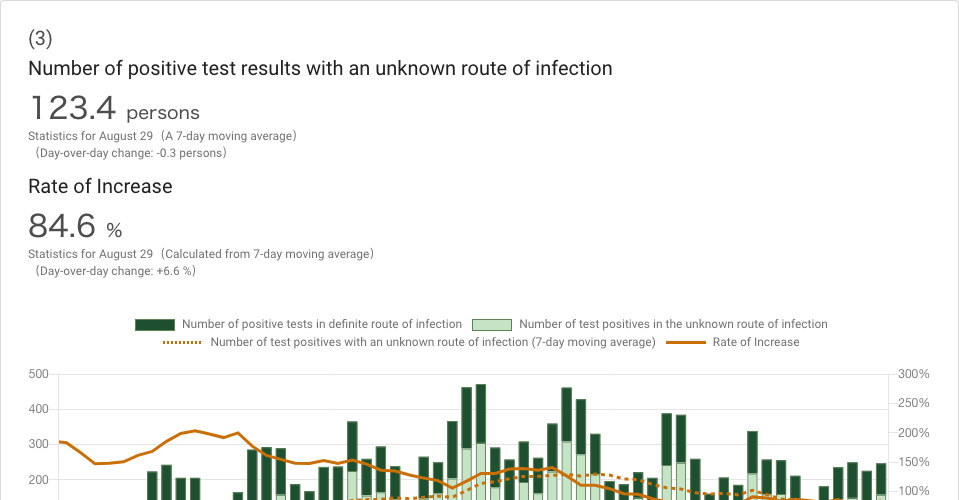 (3)
Number of positive test results with an unknown route of infection
123.4 persons
Statistics for August 29（A 7-day moving average）
（Day-over-day change: -0.3 persons）
Rate of Increase
84.6 %
Statistics for August 29（Calculated from 7-day moving average）
（Day-over-day change: +6.6 %）
Number of positive tests in definite route of infection Number of test positives in the unknown route of infection
Number of test positives with an unknown route of infection (7-day moving average) Rate of Increase
500 300%
250%
400
300 200%
150%
200
100%